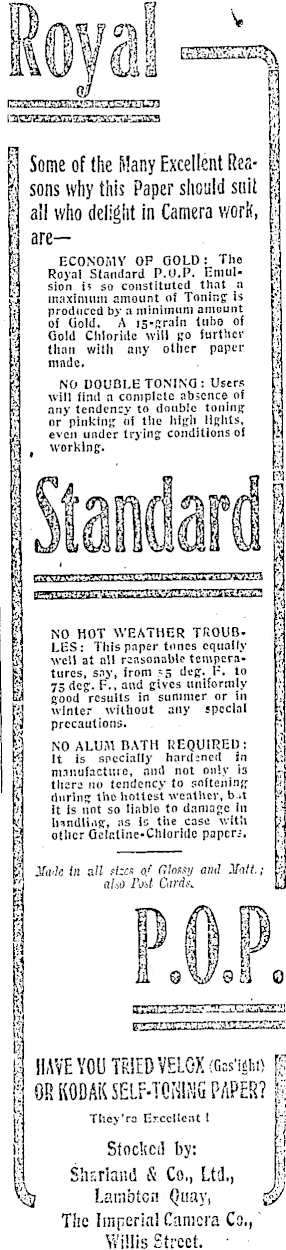 Royal
Some of the Many Excellent Rea-
sons why this Paper should suit
all who delight in Camera work,
are—
ECONOMY OF GOLD: The
Royal Standard P.O.P. Emul-
sion is so constituted that a
maximum amount of Toning is
produced by a minimum amount
of Gold. A 15-grain tube of
Gold Chloride will go further
than with any other paper
made.
NO DOUBLE TONING: Users
will find a complete absence of
any tendency to double toning
or pinking of the high lights,
even under trying conditions of
working.
Standard
NO HOT WEATHER TROUB-
LES: This paper tones equally
well at all reasonable tempera-
tures, say, from deg. F. to
75 deg. F., and gives uniformly
good results in summer or in
winter without any special
precautions.
NO ALUM BATH REQUIRED:
It is specially hardened in
manufacture, and not only is
there no tendency to softening
during the hottest weather, but
it is not so liable to damage in
handling, as is the case with
other Gelatine-Chloride papers.
Made in all sizes of Glossy and Matt.;
also Post Cards.
P.O.P.
HAVE YOU TRIED VELOX (Gas'ight)
OR KODAK SELF-TONING PAPER?
They're Excellent!
Stocked by:
Sharland & Co., Ltd.,
Lambton Quay,
The Imperial Camera Co.,
Willis Street.